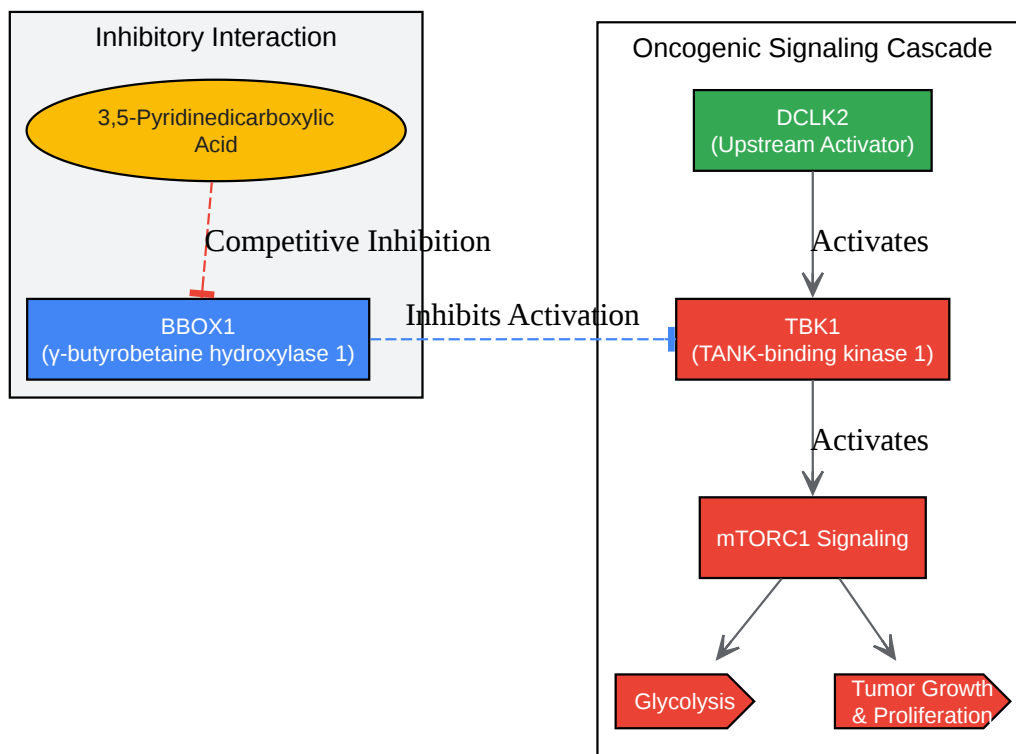 Inhibitory Interaction
3,5-Pyridinedicarboxylic
Acid
Competitive Inhibition
BBOX1
(γ-butyrobetaine hydroxylase 1)
Inhibits Activation
Oncogenic Signaling Cascade
DCLK2
(Upstream Activator)
Activates
TBK1
(TANK-binding kinase 1)
Activates
mTORC1 Signaling
Glycolysis
Tumor Growth
& Proliferation